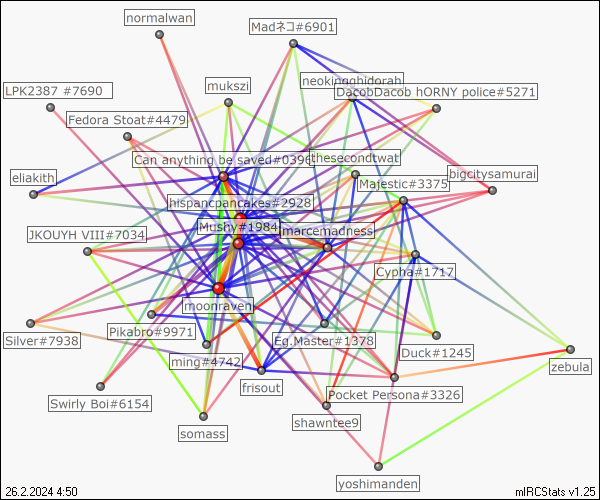 normalwan
Madネコ#6901
neokingghidorah
mukszi
DacobDacob hORNY police#5271
LPK2387 #7690
Fedora Stoat#4479
Can anything be saved#0396
thesecondtwat
bigcitysamurai
eliakith
Majestic#3375
hispancpancakes#2928
Mushy#1984
marcemadness
JKOUYH VIII#7034
Cypha#1717
moonraven
Silver#7938
Pikabro#9971
Eg.Master#1378
Duck#1245
ming#4742
zebula
frisout
Pocket Persona#3326
Swirly Boi#6154
shawntee9
somass
yoshimanden
26.2.2024 4:50
mIRCStats v1.25